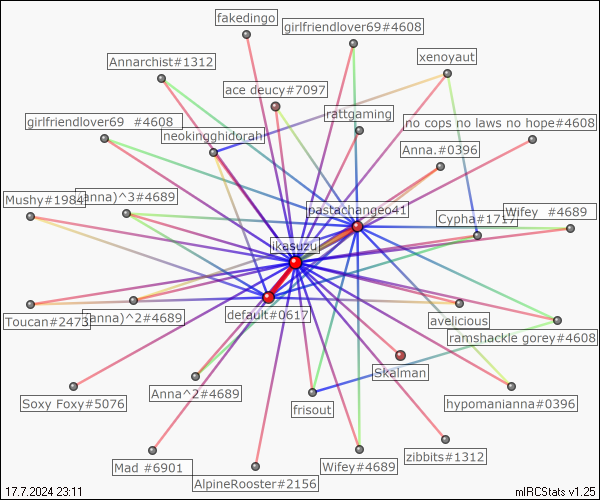 fakedingo
girlfriendlover69#4608
Annarchist#1312
xenoyaut
ace deucy#7097
rattgaming
girlfriendlover69 #4608
neokingghidorah
no cops no laws no hope#4608
Anna.#0396
Mushy#1984
(anna)^3#4689
pastachangeo41
Cypha#1717
Wifey #4689
ikasuzu
Toucan#2473
(anna)^2#4689
default#0617
avelicious
ramshackle gorey#4608
Skalman
Soxy Foxy#5076
Anna^2#4689
frisout
hypomanianna#0396
Mad #6901
AlpineRooster#2156
Wifey#4689
zibbits#1312
17.7.2024 23:11
mIRCStats v1.25